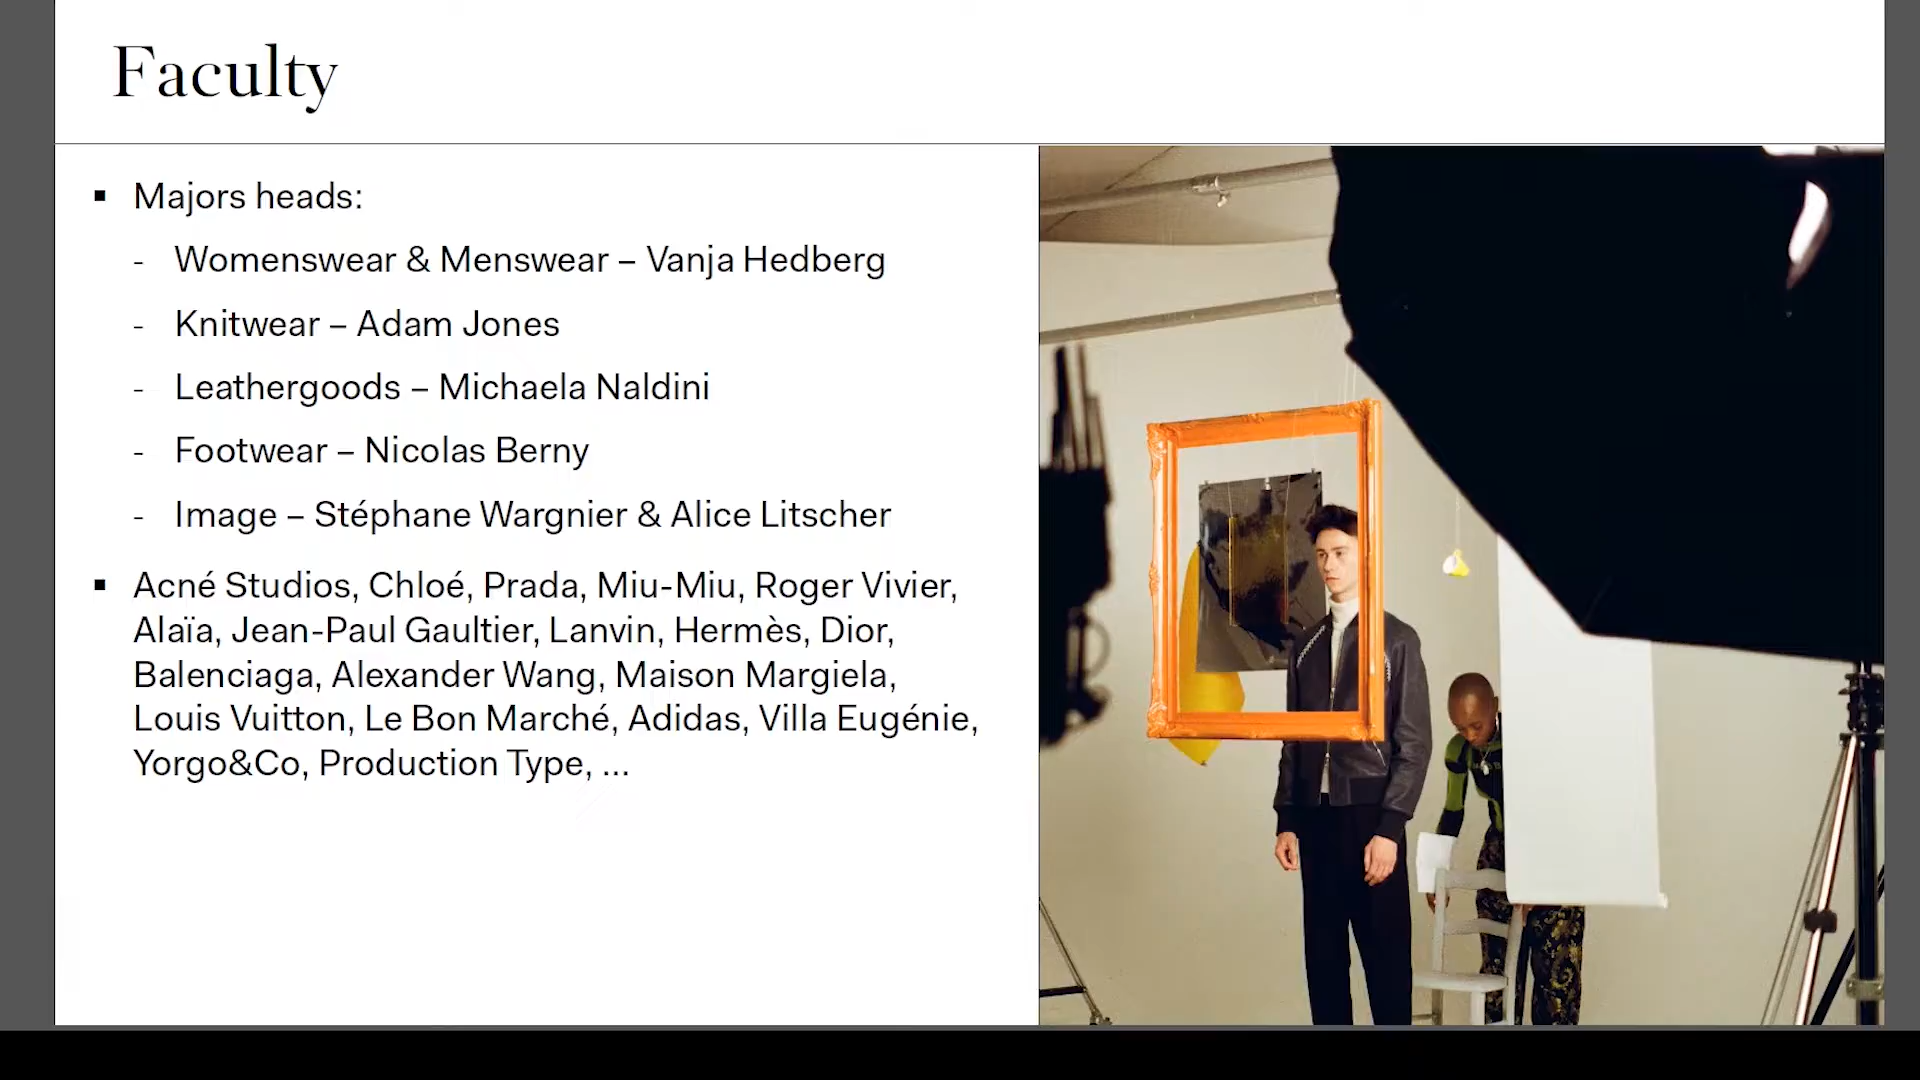 Faculty
▪ Majors heads:
- Womenswear & Menswear – Vanja Hedberg
- Knitwear – Adam Jones
- Leathergoods – Michaela Naldini
- Footwear – Nicolas Berny
- Image – Stéphane Wargnier & Alice Litscher
▪ Acné Studios, Chloé, Prada, Miu-Miu, Roger Vivier,
Alaïa, Jean-Paul Gaultier, Lanvin, Hermès, Dior,
Balenciaga, Alexander Wang, Maison Margiela,
Louis Vuitton, Le Bon Marché, Adidas, Villa Eugénie,
Yorgo&Co, Production Type, ...